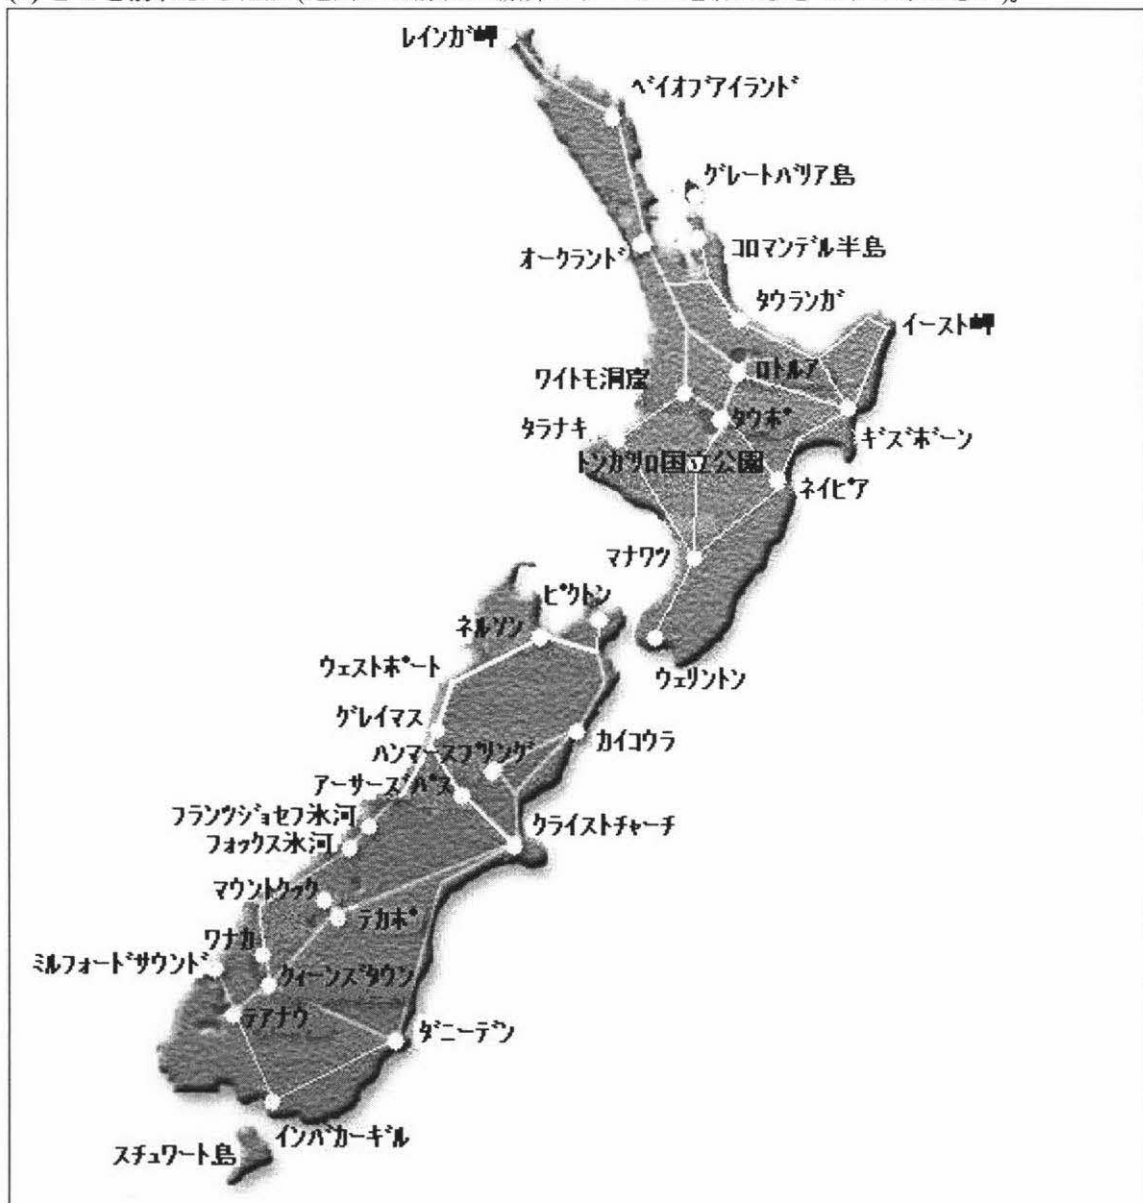 レインガ岬
ベイオブアイランド
グレートバリア島
コロマンデル半島
オークランド
タウランガ
イースト岬
ロトルア
ワイトモ洞窟
タウポ
タラナキ
ギズボーン
トンガリロ国立公園
ネイピア
マナワツ
ピクトン
ネルソン
ウェリントン
ウェストポート
グレイマス
カイコウラ
ハンマースプリング
アーサーズパス
フランツジョセフ氷河
クライストチャーチ
フォックス氷河
マウントクック
テカポ
ワナカ
ミルフォードサウンド
クィーンズタウン
テアナウ
ダニーデン
インバカーギル
スチュワート島